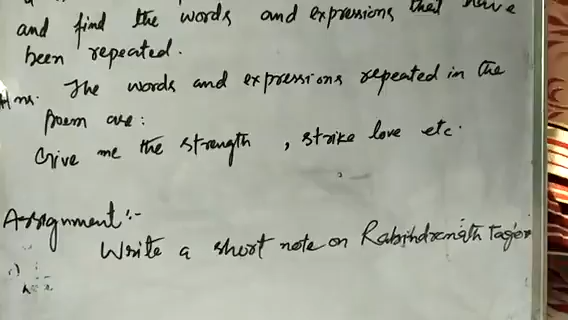 and find the words and expressions that have
been repeated.
Ans. The words and expressions repeated in the
Poem are:
Give me the strength , strike love etc.
Assignment:-
Write a short note on Rabindranath Tagor